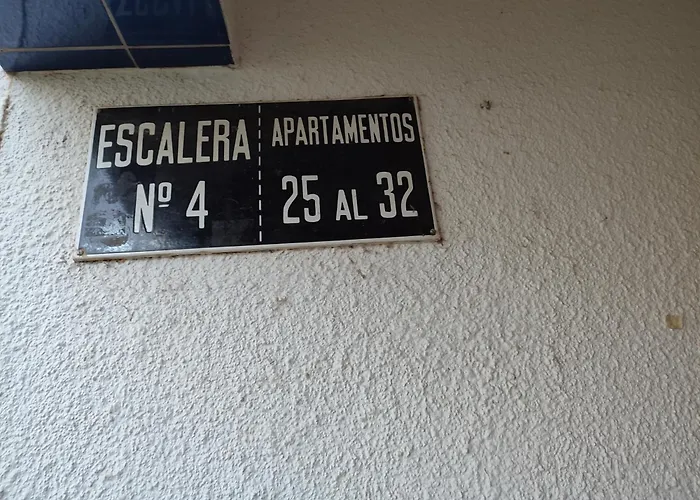 ESCALERA
Nº 4
APARTAMENTOS
25 AL 32